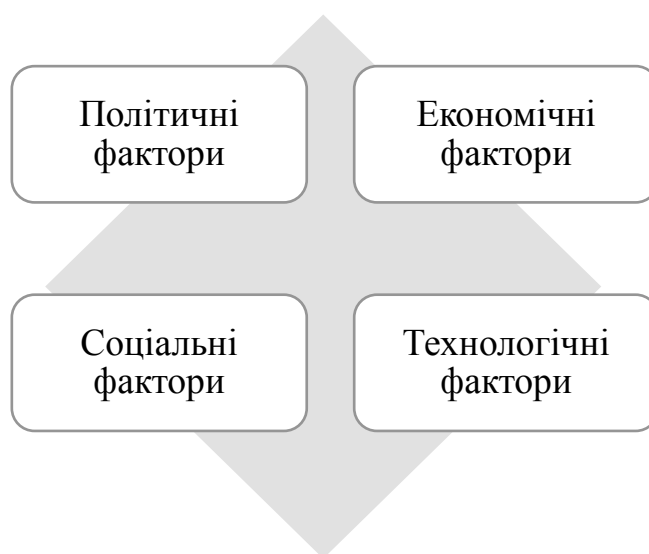 Політичні
фактори
Економічні
фактори
Соціальні
фактори
Технологічні
фактори